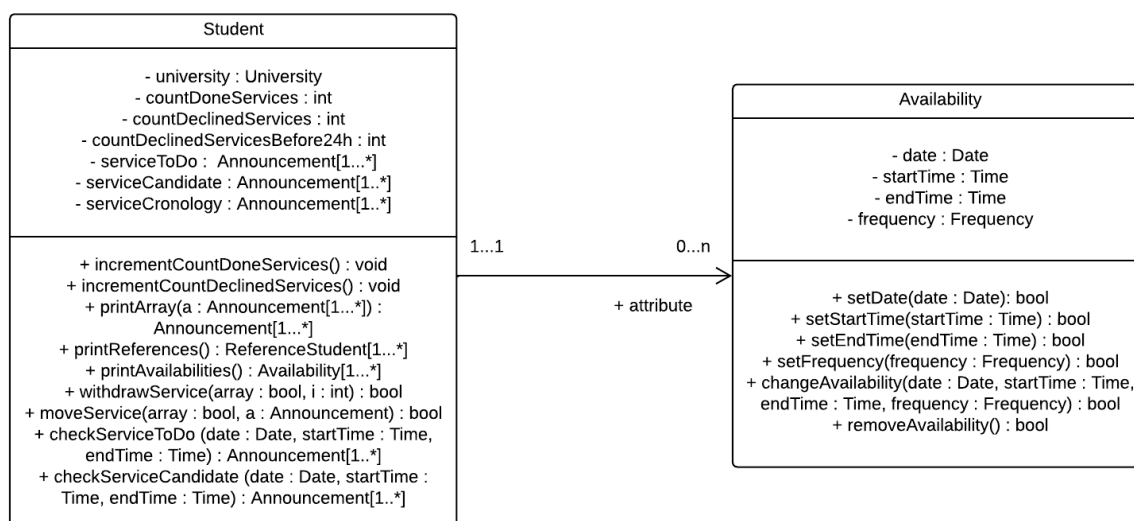 Student
- university : University
- countDoneServices : int
- countDeclinedServices : int
- countDeclinedServicesBefore24h : int
- serviceToDo :  Announcement[1...*]
- serviceCandidate : Announcement[1..*]
- serviceCronology : Announcement[1..*]
+ incrementCountDoneServices() : void
+ incrementCountDeclinedServices() : void
+ printArray(a : Announcement[1...*]) :
Announcement[1...*]
+ printReferences() : ReferenceStudent[1...*]
+ printAvailabilities() : Availability[1...*]
+ withdrawService(array : bool, i : int) : bool
+ moveService(array : bool, a : Announcement) : bool
+ checkServiceToDo (date : Date, startTime : Time,
endTime : Time) : Announcement[1..*]
+ checkServiceCandidate (date : Date, startTime :
Time, endTime : Time) : Announcement[1..*]
1...1
0...n
+ attribute
Availability
- date : Date
- startTime : Time
- endTime : Time
- frequency : Frequency
+ setDate(date : Date): bool
+ setStartTime(startTime : Time) : bool
+ setEndTime(endTime : Time) : bool
+ setFrequency(frequency : Frequency) : bool
+ changeAvailability(date : Date, startTime : Time,
endTime : Time, frequency : Frequency) : bool
+ removeAvailability() : bool